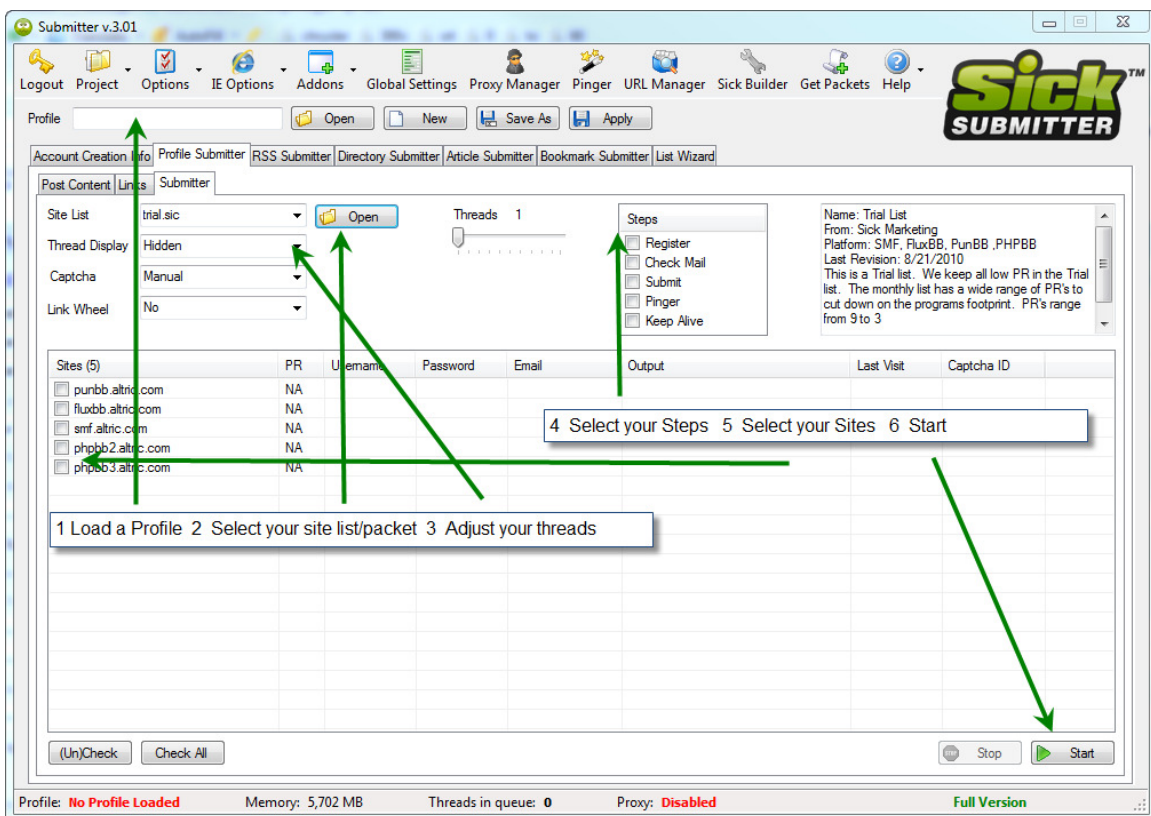 Submitter v.3.01
Logout Project Options IE Options Addons Global Settings Proxy Manager Pinger URL Manager Sick Builder Get Packets Help
Sick TM
SUBMITTER
Profile Open New Save As Apply
Account Creation Info Profile Submitter RSS Submitter Directory Submitter Article Submitter Bookmark Submitter List Wizard
Post Content Links Submitter
Site List trial.sic Open
Thread Display Hidden
Captcha Manual
Link Wheel No
Threads 1
Steps
Register
Check Mail
Submit
Pinger
Keep Alive
Name: Trial List
From: Sick Marketing
Platform: SMF, FluxBB, PunBB ,PHPBB
Last Revision: 8/21/2010
This is a Trial list. We keep all low PR in the Trial
list. The monthly list has a wide range of PR's to
cut down on the programs footprint. PR's range
from 9 to 3
Sites (5) PR Username Password Email Output Last Visit Captcha ID
punbb.altric.com NA
fluxbb.altric.com NA
smf.altric.com NA
phpbb2.altric.com NA
phpbb3.altric.com NA
4 Select your Steps 5 Select your Sites 6 Start
1 Load a Profile 2 Select your site list/packet 3 Adjust your threads
(Un)Check Check All STOP Stop Start
Profile: No Profile Loaded Memory: 5,702 MB Threads in queue: 0 Proxy: Disabled Full Version